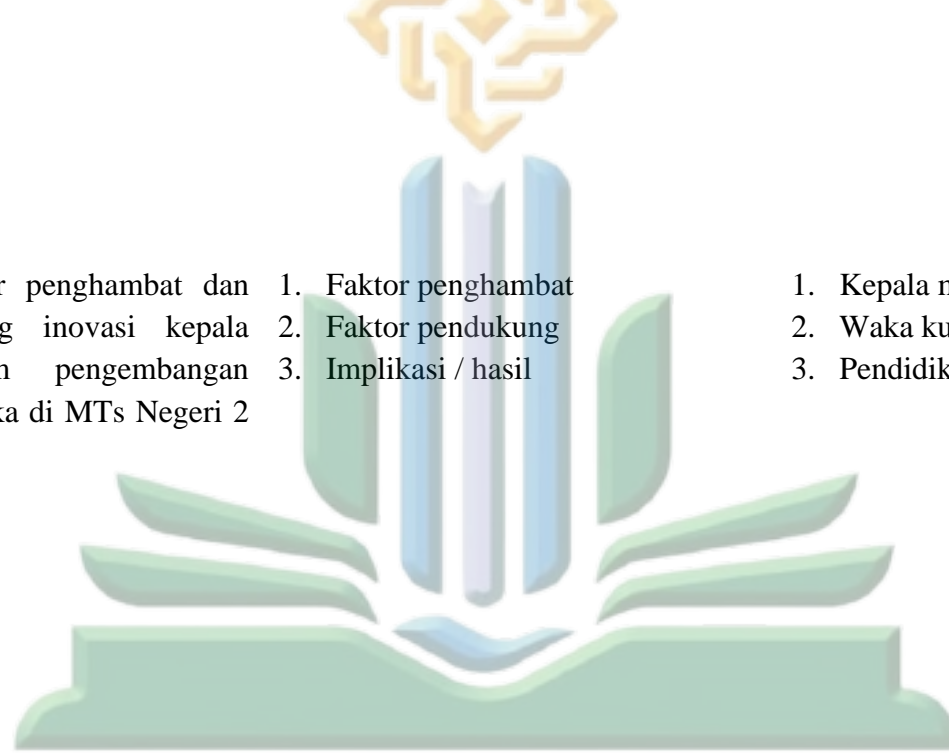 r penghambat dan
g inovasi kepala
pengembangan
ka di MTs Negeri 2
1. Faktor penghambat
2. Faktor pendukung
3. Implikasi / hasil
1. Kepala
2. Waka
3. Pendidik